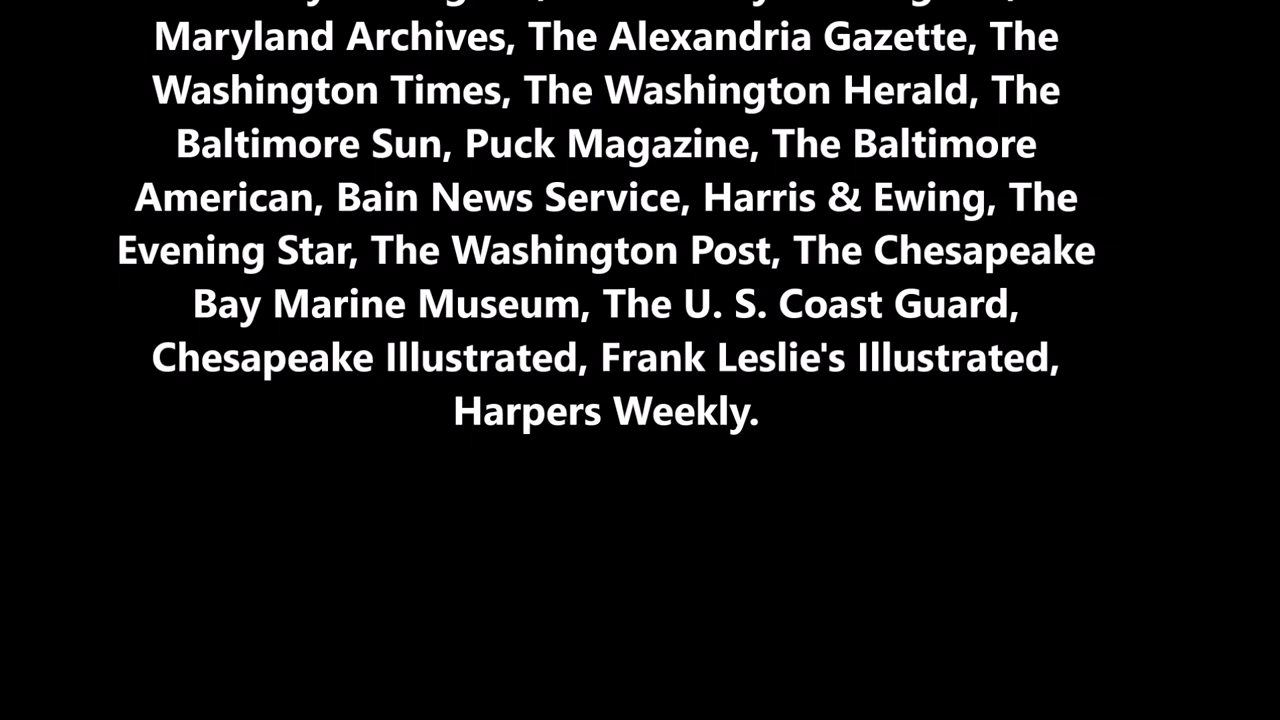 Maryland Archives, The Alexandria Gazette, The
Washington Times, The Washington Herald, The
Baltimore Sun, Puck Magazine, The Baltimore
American, Bain News Service, Harris & Ewing, The
Evening Star, The Washington Post, The Chesapeake
Bay Marine Museum, The U. S. Coast Guard,
Chesapeake Illustrated, Frank Leslie's Illustrated,
Harpers Weekly.